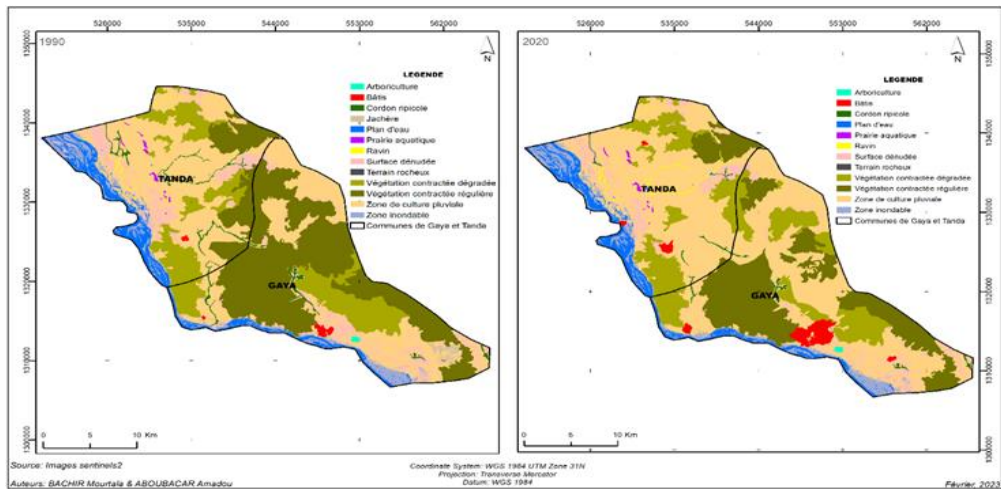 526000 535000 544000 553000 562000
1990
N
LEGENDE
Arboriculture
Bâtis
Cordon ripicole
Jachère
Plan d'eau
Prairie aquatique
Ravin
Surface dénudée
Terrain rocheux
Végétation contractée dégradée
Végétation contractée régulière
Zone de culture pluviale
Zone inondable
Communes de Gaya et Tanda
TANDA
GAYA
1350000
1340000
1330000
1320000
1310000
1300000
0 5 10 Km
526000 535000 544000 553000 562000
2020
N
LEGENDE
Arboriculture
Bâtis
Cordon ripicole
Plan d'eau
Prairie aquatique
Ravin
Surface dénudée
Terrain rocheux
Végétation contractée dégradée
Végétation contractée régulière
Zone de culture pluviale
Zone inondable
Communes de Gaya et Tanda
TANDA
GAYA
1350000
1340000
1330000
1320000
1310000
1300000
0 5 10 Km
Source: Images sentinels2
Coordinate System: WGS 1984 UTM Zone 31N
Projection: Transverse Mercator
Datum: WGS 1984
Auteurs: BACHIR Mourtala & ABOUBACAR Amadou
Février, 2023